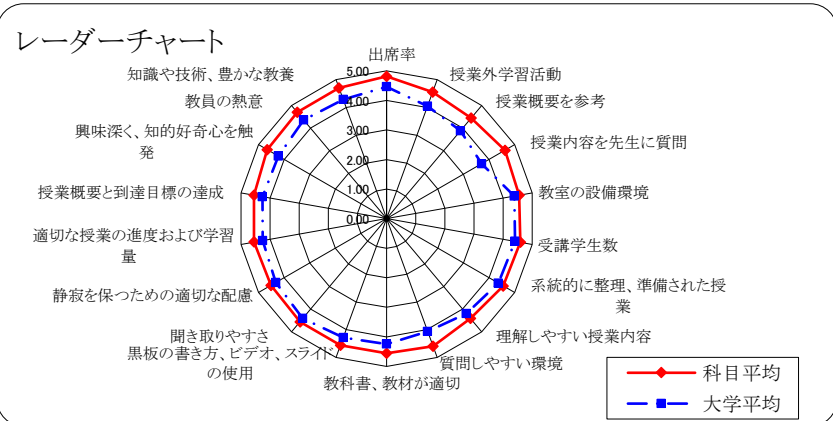 レーダーチャート
出席率
授業外学習活動
授業概要を参考
授業内容を先生に質問
教室の設備環境
受講学生数
系統的に整理、準備された授
業
理解しやすい授業内容
質問しやすい環境
教科書、教材が適切
黒板の書き方、ビデオ、スライド
の使用
聞き取りやすさ
静寂を保つための適切な配慮
適切な授業の進度および学習
量
授業概要と到達目標の達成
興味深く、知的好奇心を触
発
教員の熱意
知識や技術、豊かな教養
5.00
4.00
3.00
2.00
1.00
0.00
科目平均
大学平均